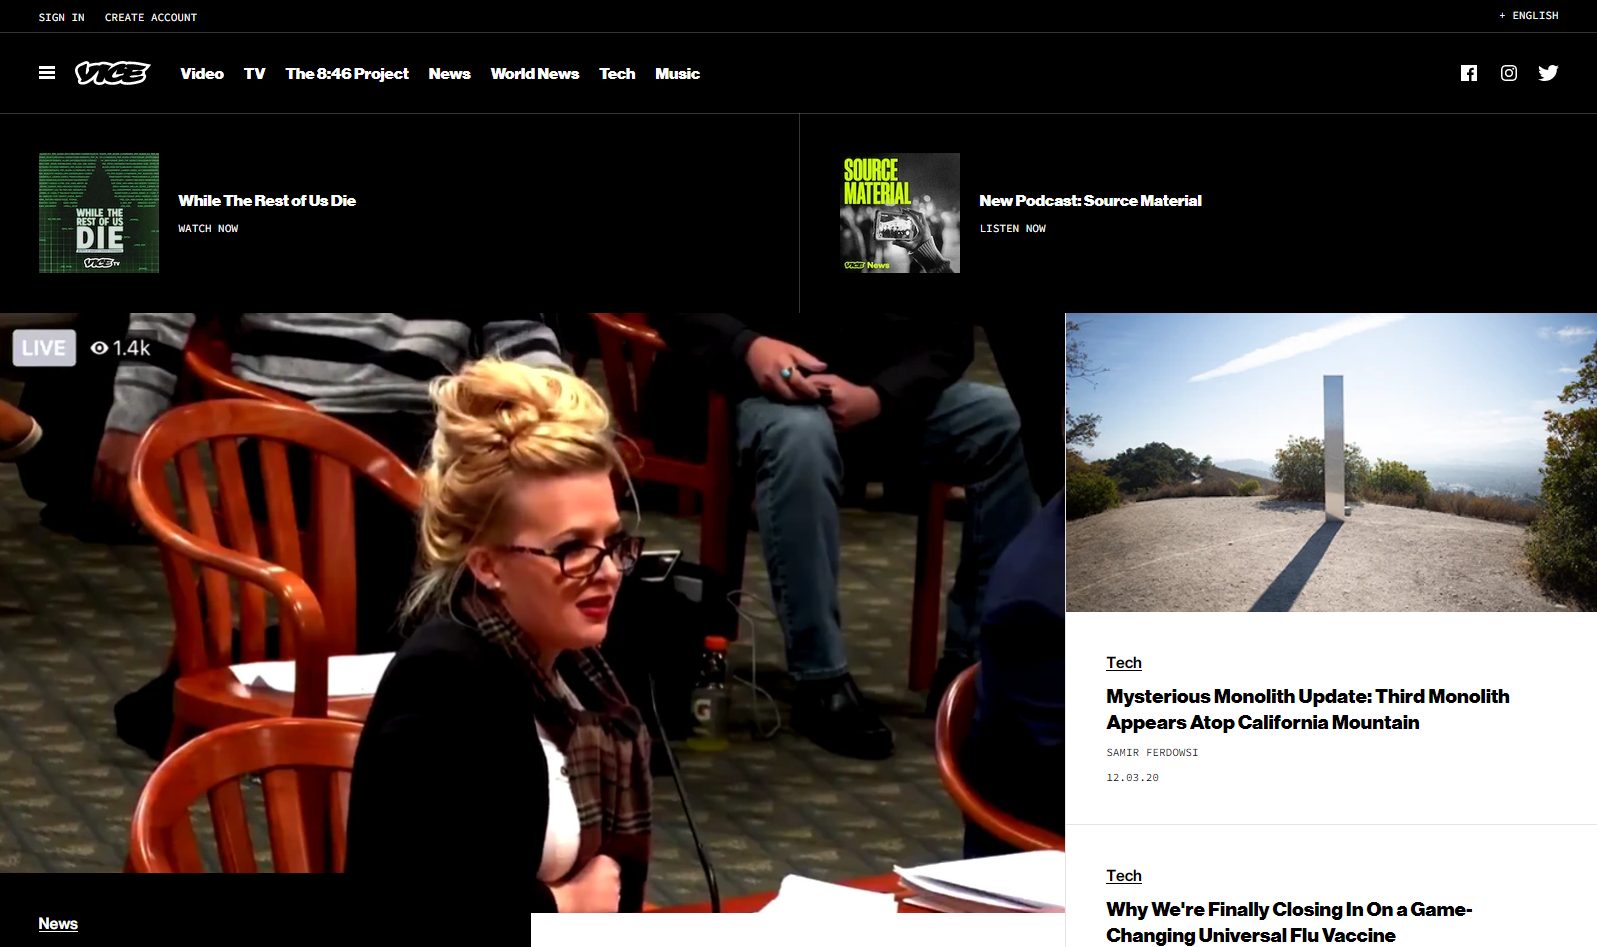 SIGN IN CREATE ACCOUNT
+ ENGLISH
VICE
Video TV The 8:46 Project News World News Tech Music
WHILE THE
REST OF US
DIE
VICE TV
While The Rest of Us Die
WATCH NOW
SOURCE
MATERIAL
VICE News
New Podcast: Source Material
LISTEN NOW
LIVE 1.4k
G
News
Tech
Mysterious Monolith Update: Third Monolith
Appears Atop California Mountain
SAMIR FERDOWSI
12.03.20
Tech
Why We're Finally Closing In On a Game-
Changing Universal Flu Vaccine